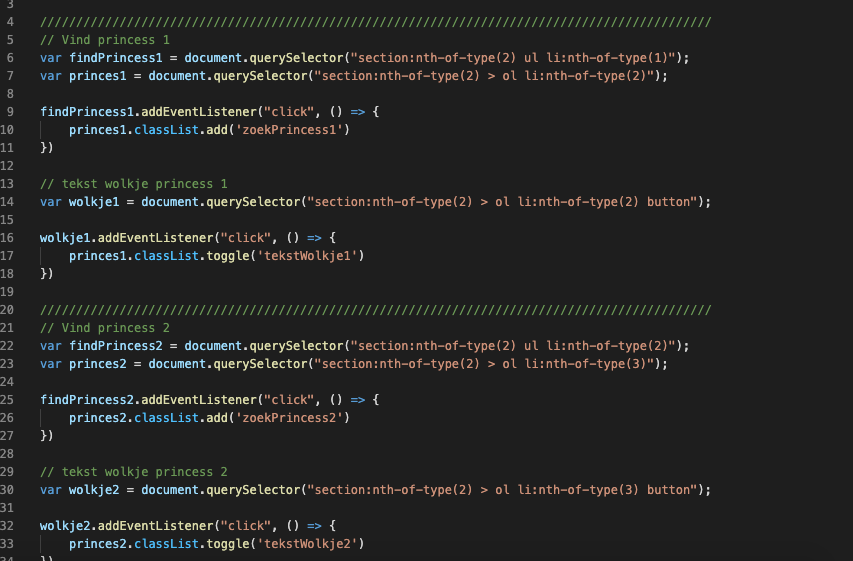 3
4 /////////////////////////////////////////////////////////////////////////////////////////////
5 // Vind princess 1
6 var findPrincess1 = document.querySelector("section:nth-of-type(2) ul li:nth-of-type(1)");
7 var princes1 = document.querySelector("section:nth-of-type(2) > ol li:nth-of-type(2)");
8
9 findPrincess1.addEventListener("click", () => {
10     princes1.classList.add('zoekPrincess1')
11 })
12
13 // tekst wolkje princess 1
14 var wolkje1 = document.querySelector("section:nth-of-type(2) > ol li:nth-of-type(2) button");
15
16 wolkje1.addEventListener("click", () => {
17     princes1.classList.toggle('tekstWolkje1')
18 })
19
20 /////////////////////////////////////////////////////////////////////////////////////////////
21 // Vind princess 2
22 var findPrincess2 = document.querySelector("section:nth-of-type(2) ul li:nth-of-type(2)");
23 var princes2 = document.querySelector("section:nth-of-type(2) > ol li:nth-of-type(3)");
24
25 findPrincess2.addEventListener("click", () => {
26     princes2.classList.add('zoekPrincess2')
27 })
28
29 // tekst wolkje princess 2
30 var wolkje2 = document.querySelector("section:nth-of-type(2) > ol li:nth-of-type(3) button");
31
32 wolkje2.addEventListener("click", () => {
33     princes2.classList.toggle('tekstWolkje2')
34 })